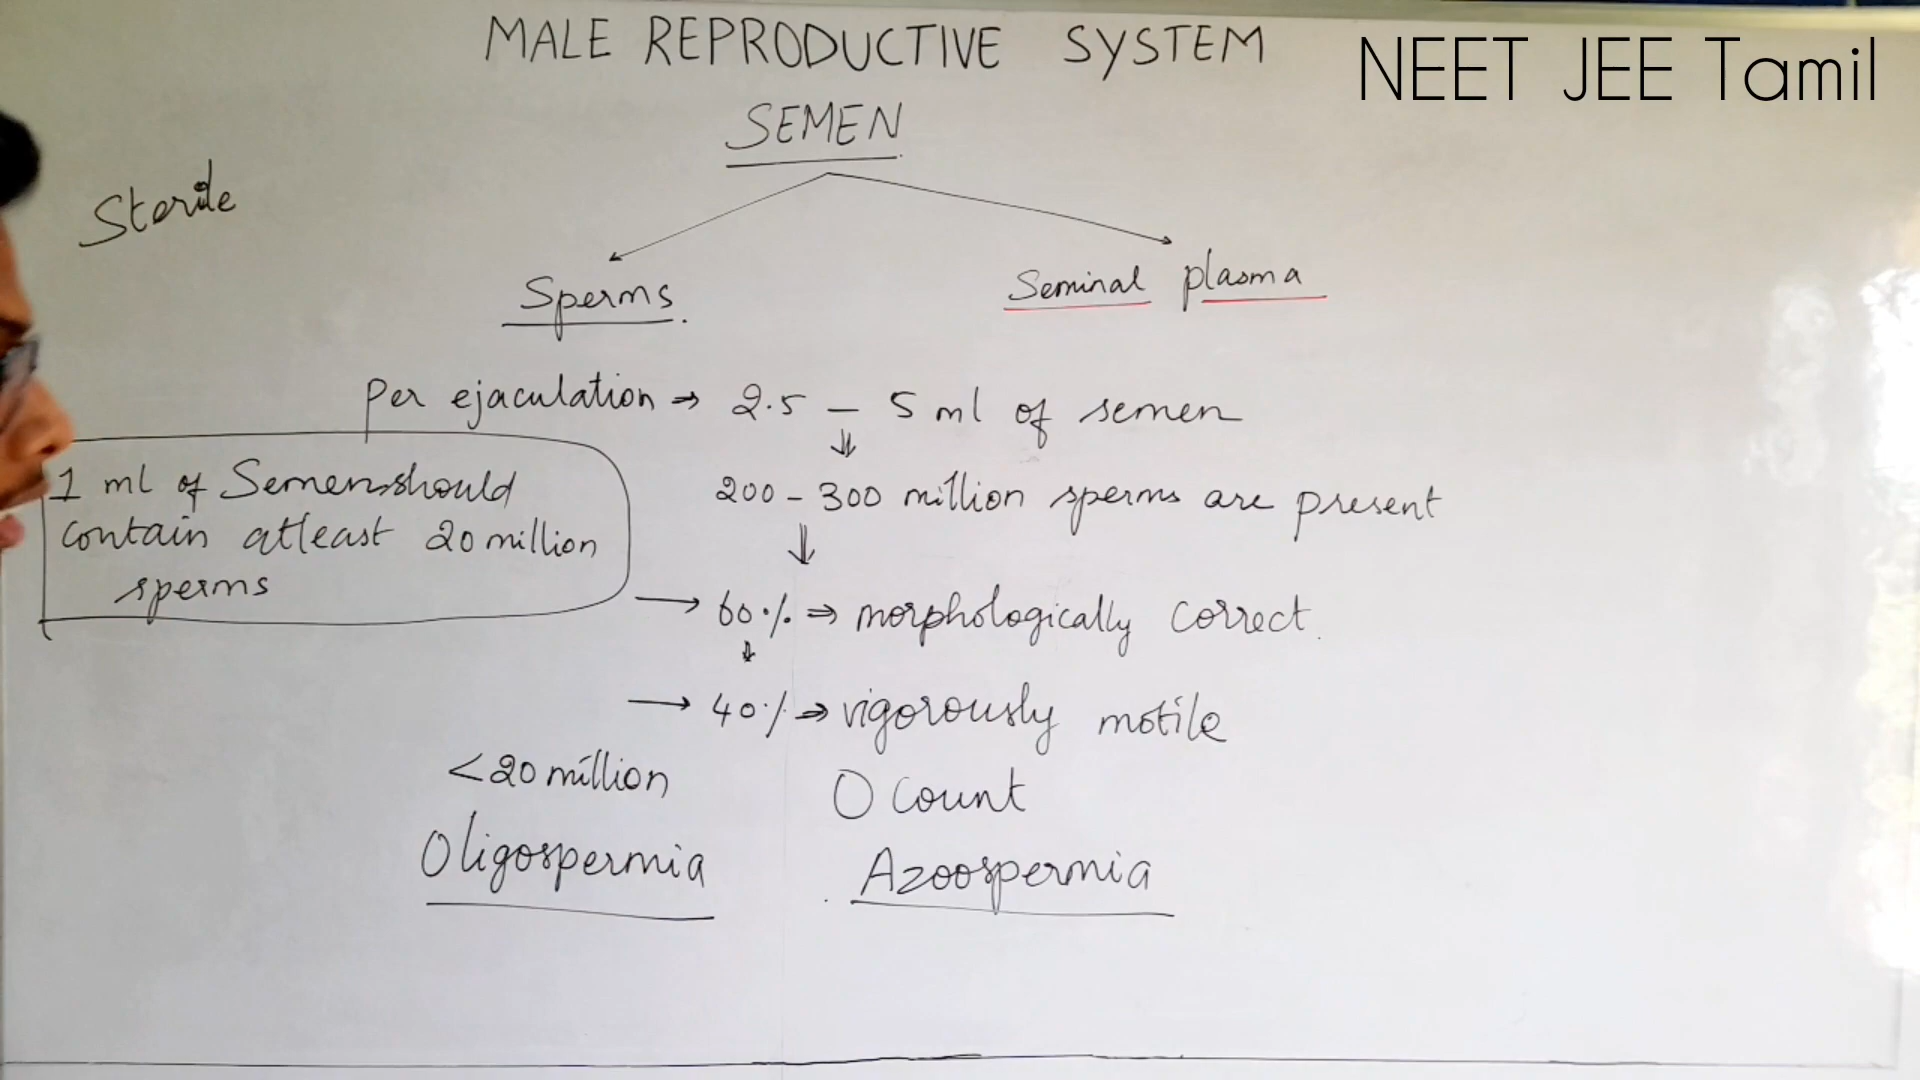 MALE REPRODUCTIVE SYSTEM
NEET JEE Tamil
SEMEN
Sterile
Sperms.
Seminal plasma
Per ejaculation → 2.5 – 5 ml of semen
200 – 300 million sperms are present
1 ml of Semen should
contain atleast 20 million
sperms
→ 60% ⇒ morphologically correct.
→ 40% ⇒ vigorously motile
<20 million
O count
Oligospermia
Azoospermia